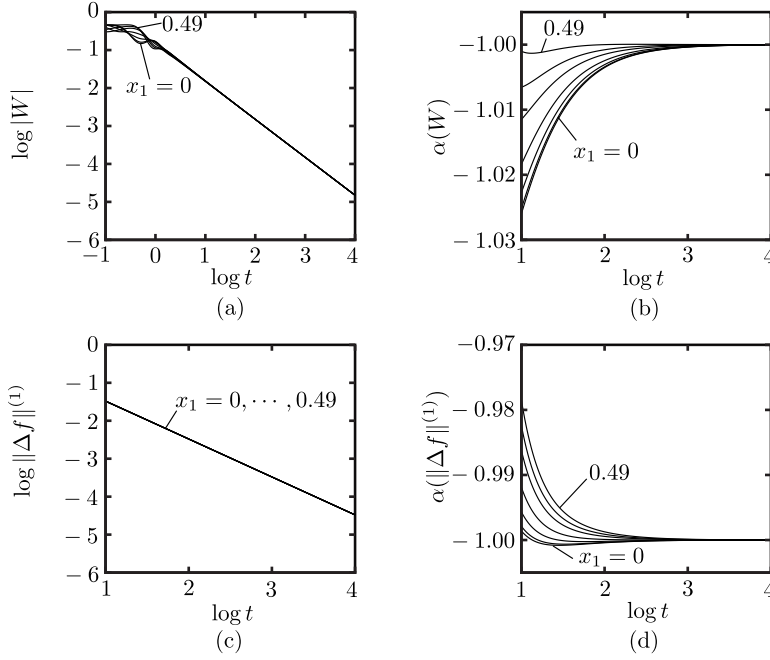 0
−1
−2
−3
−4
−5
−6
−1
0
1
2
3
4
log |W|
log t
0.49
x₁ = 0
(a)
−1.00
−1.01
−1.02
−1.03
1
2
3
4
α(W)
log t
0.49
x₁ = 0
(b)
0
−1
−2
−3
−4
−5
−6
1
2
3
4
log ||Δf||⁽¹⁾
log t
x₁ = 0, ⋯ , 0.49
(c)
−0.97
−0.98
−0.99
−1.00
1
2
3
4
α(||Δf||⁽¹⁾)
log t
0.49
x₁ = 0
(d)